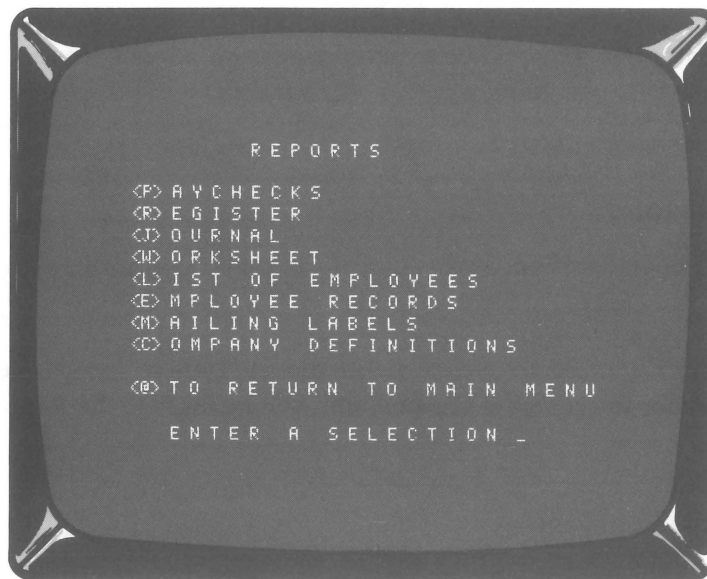 REPORTS
<P>AYCHECKS
<R>EGISTER
<J>OURNAL
<W>ORKSHEET
<L>IST OF EMPLOYEES
<E>MPLOYEE RECORDS
<M>AILING LABELS
<C>OMPANY DEFINITIONS
<@>TO RETURN TO MAIN MENU
ENTER A SELECTION _